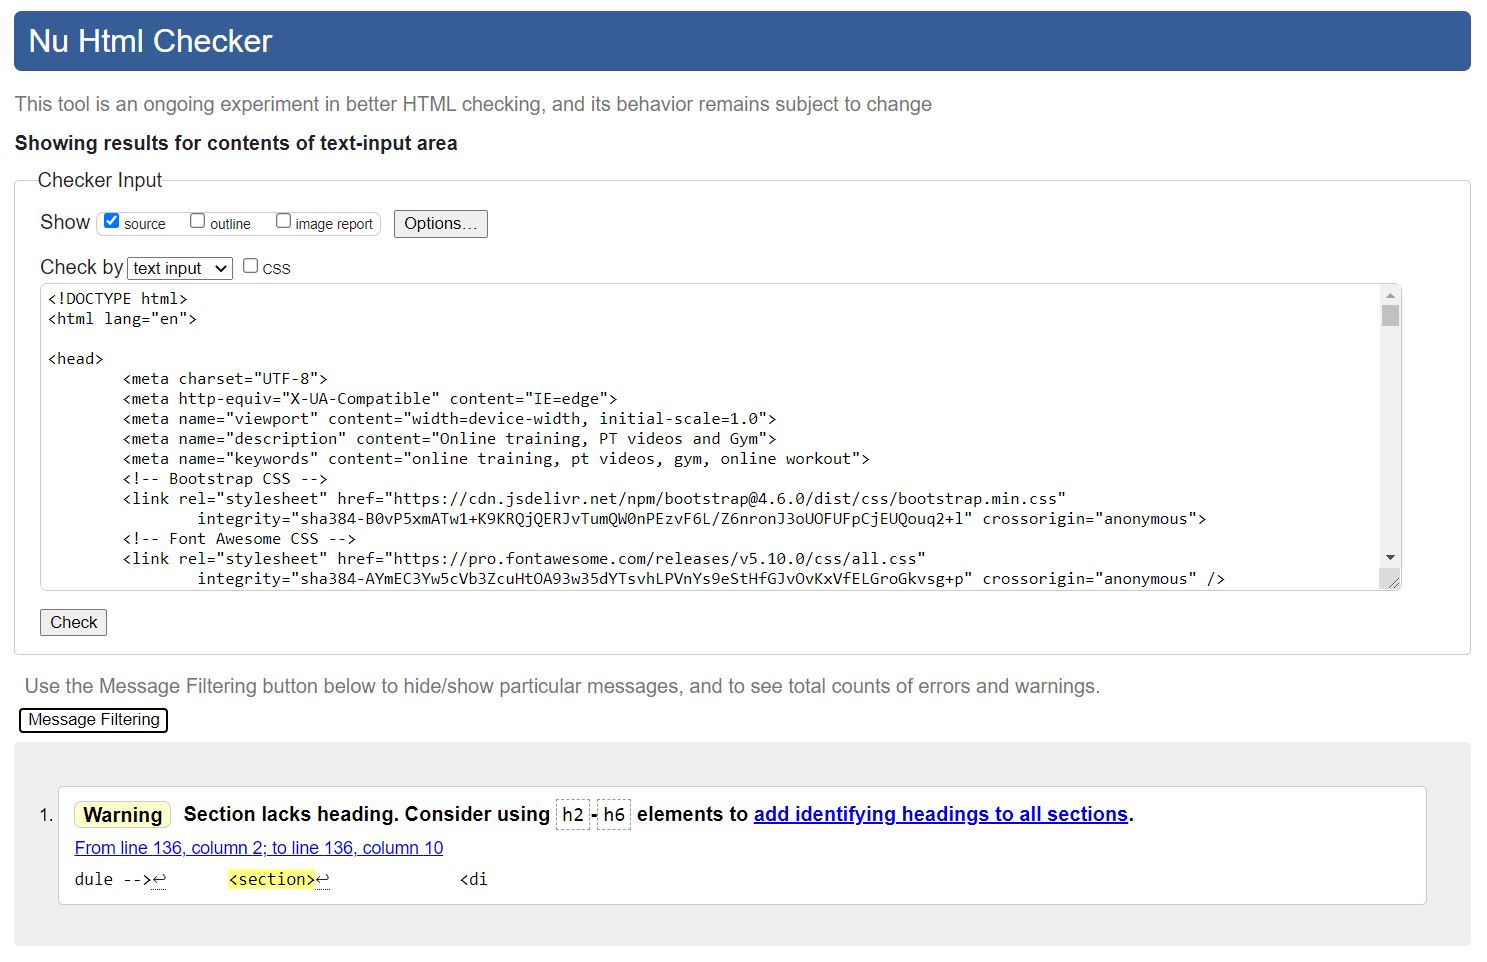 Nu Html Checker
This tool is an ongoing experiment in better HTML checking, and its behavior remains subject to change
Showing results for contents of text-input area
Checker Input
Show source outline image report Options...
Check by text input CSS
<!DOCTYPE html>
<html lang="en">
<head>
<meta charset="UTF-8">
<meta http-equiv="X-UA-Compatible" content="IE=edge">
<meta name="viewport" content="width=device-width, initial-scale=1.0">
<meta name="description" content="Online training, PT videos and Gym">
<meta name="keywords" content="online training, pt videos, gym, online workout">
<!-- Bootstrap CSS -->
<link rel="stylesheet" href="https://cdn.jsdelivr.net/npm/bootstrap@4.6.0/dist/css/bootstrap.min.css"
integrity="sha384-B0vP5xmATw1+K9KRQjQERJvTumQW0nPEzvF6L/Z6nronJ3oUOFUFpCjEUQouq2+l" crossorigin="anonymous">
<!-- Font Awesome CSS -->
<link rel="stylesheet" href="https://pro.fontawesome.com/releases/v5.10.0/css/all.css"
integrity="sha384-AYmEC3Yw5cVb3ZcuHtOA93w35dYTsvhLPVnYs9eStHfGJvOvKxVfELGroGkvsg+p" crossorigin="anonymous" />
Check
Use the Message Filtering button below to hide/show particular messages, and to see total counts of errors and warnings.
Message Filtering
1. Warning Section lacks heading. Consider using h2-h6 elements to add identifying headings to all sections.
From line 136, column 2; to line 136, column 10
dule -->↩ <section>↩ <di